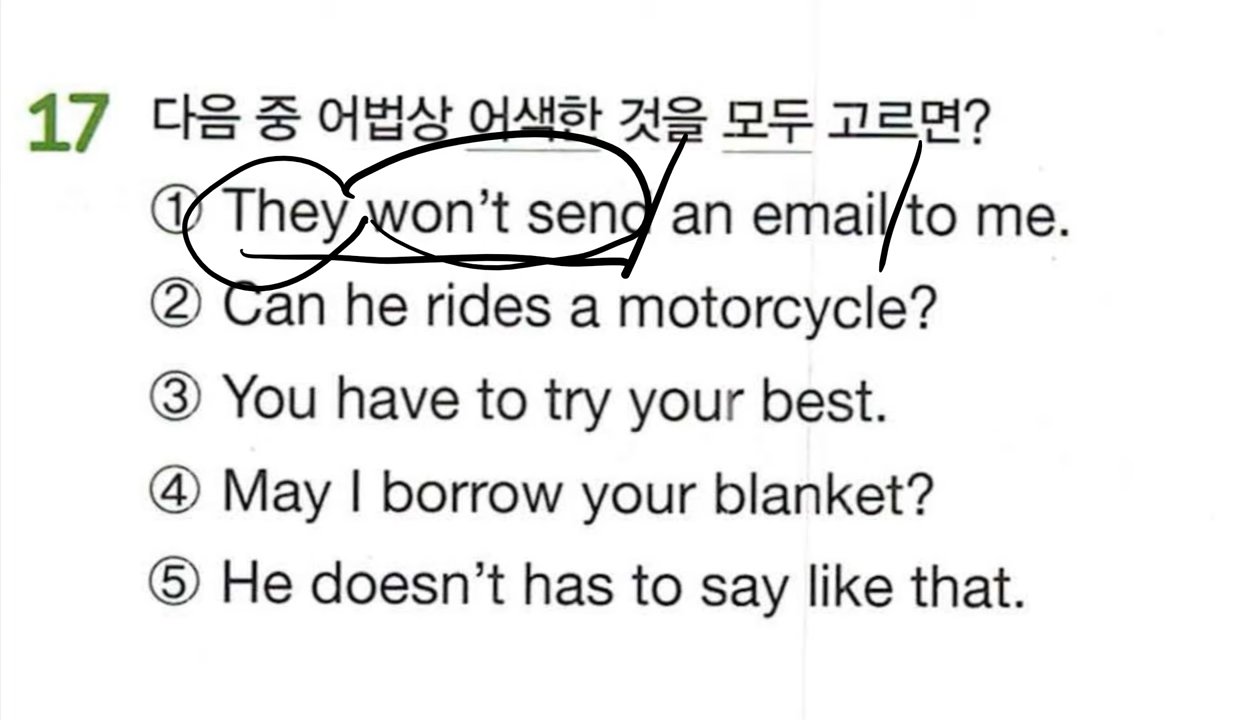 17 다음 중 어법상 어색한 것을 모두 고르면?
① They won't send an email to me.
② Can he rides a motorcycle?
③ You have to try your best.
④ May I borrow your blanket?
⑤ He doesn't has to say like that.